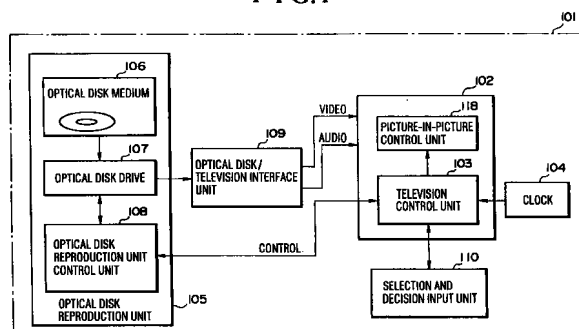 FIG.1
101
106
OPTICAL DISK MEDIUM
107
OPTICAL DISK DRIVE
108
OPTICAL DISK
REPRODUCTION UNIT
CONTROL UNIT
OPTICAL DISK
REPRODUCTION UNIT
105
109
OPTICAL DISK/
TELEVISION INTERFACE
UNIT
VIDEO
AUDIO
CONTROL
102
118
PICTURE-IN-PICTURE
CONTROL UNIT
103
TELEVISION
CONTROL UNIT
104
CLOCK
110
SELECTION AND
DECISION INPUT UNIT